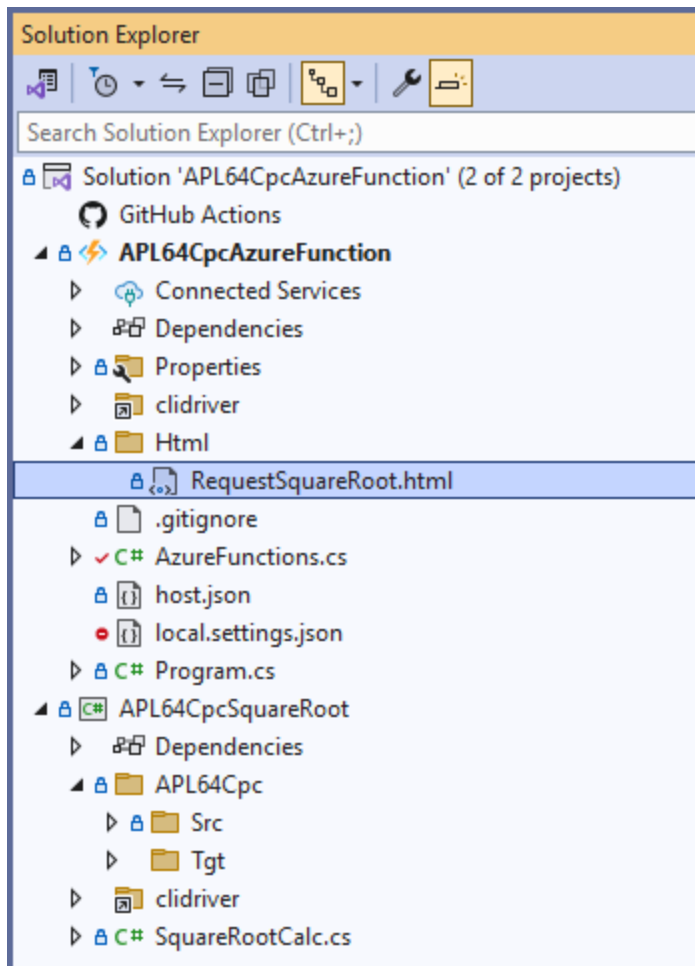 Solution Explorer
Search Solution Explorer (Ctrl+;)
Solution 'APL64CpcAzureFunction' (2 of 2 projects)
GitHub Actions
APL64CpcAzureFunction
Connected Services
Dependencies
Properties
clidriver
Html
RequestSquareRoot.html
.gitignore
C# AzureFunctions.cs
host.json
local.settings.json
C# Program.cs
C# APL64CpcSquareRoot
Dependencies
APL64Cpc
Src
Tgt
clidriver
C# SquareRootCalc.cs